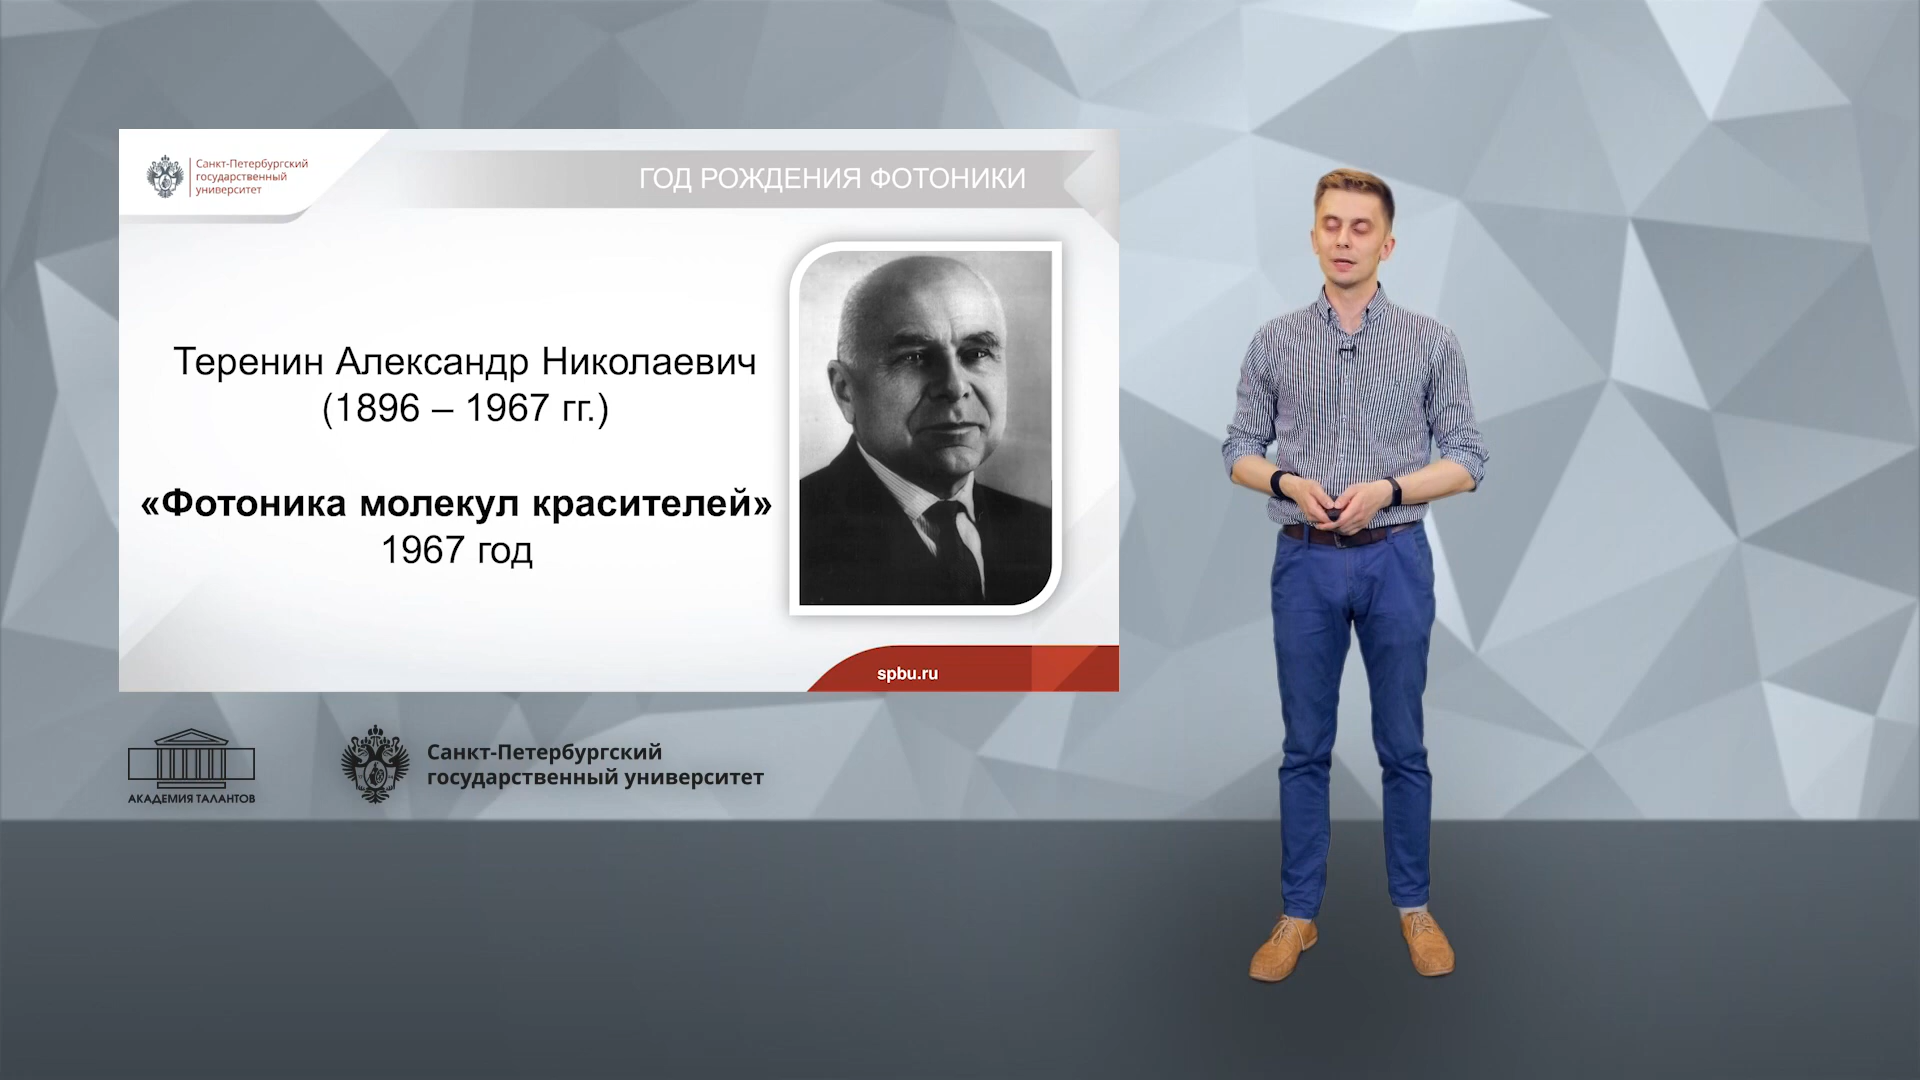 Санкт-Петербургский
государственный
университет
ГОД РОЖДЕНИЯ ФОТОНИКИ
Теренин Александр Николаевич
(1896 – 1967 гг.)
«Фотоника молекул красителей»
1967 год
spbu.ru
АКАДЕМИЯ ТАЛАНТОВ
Санкт-Петербургский
государственный университет